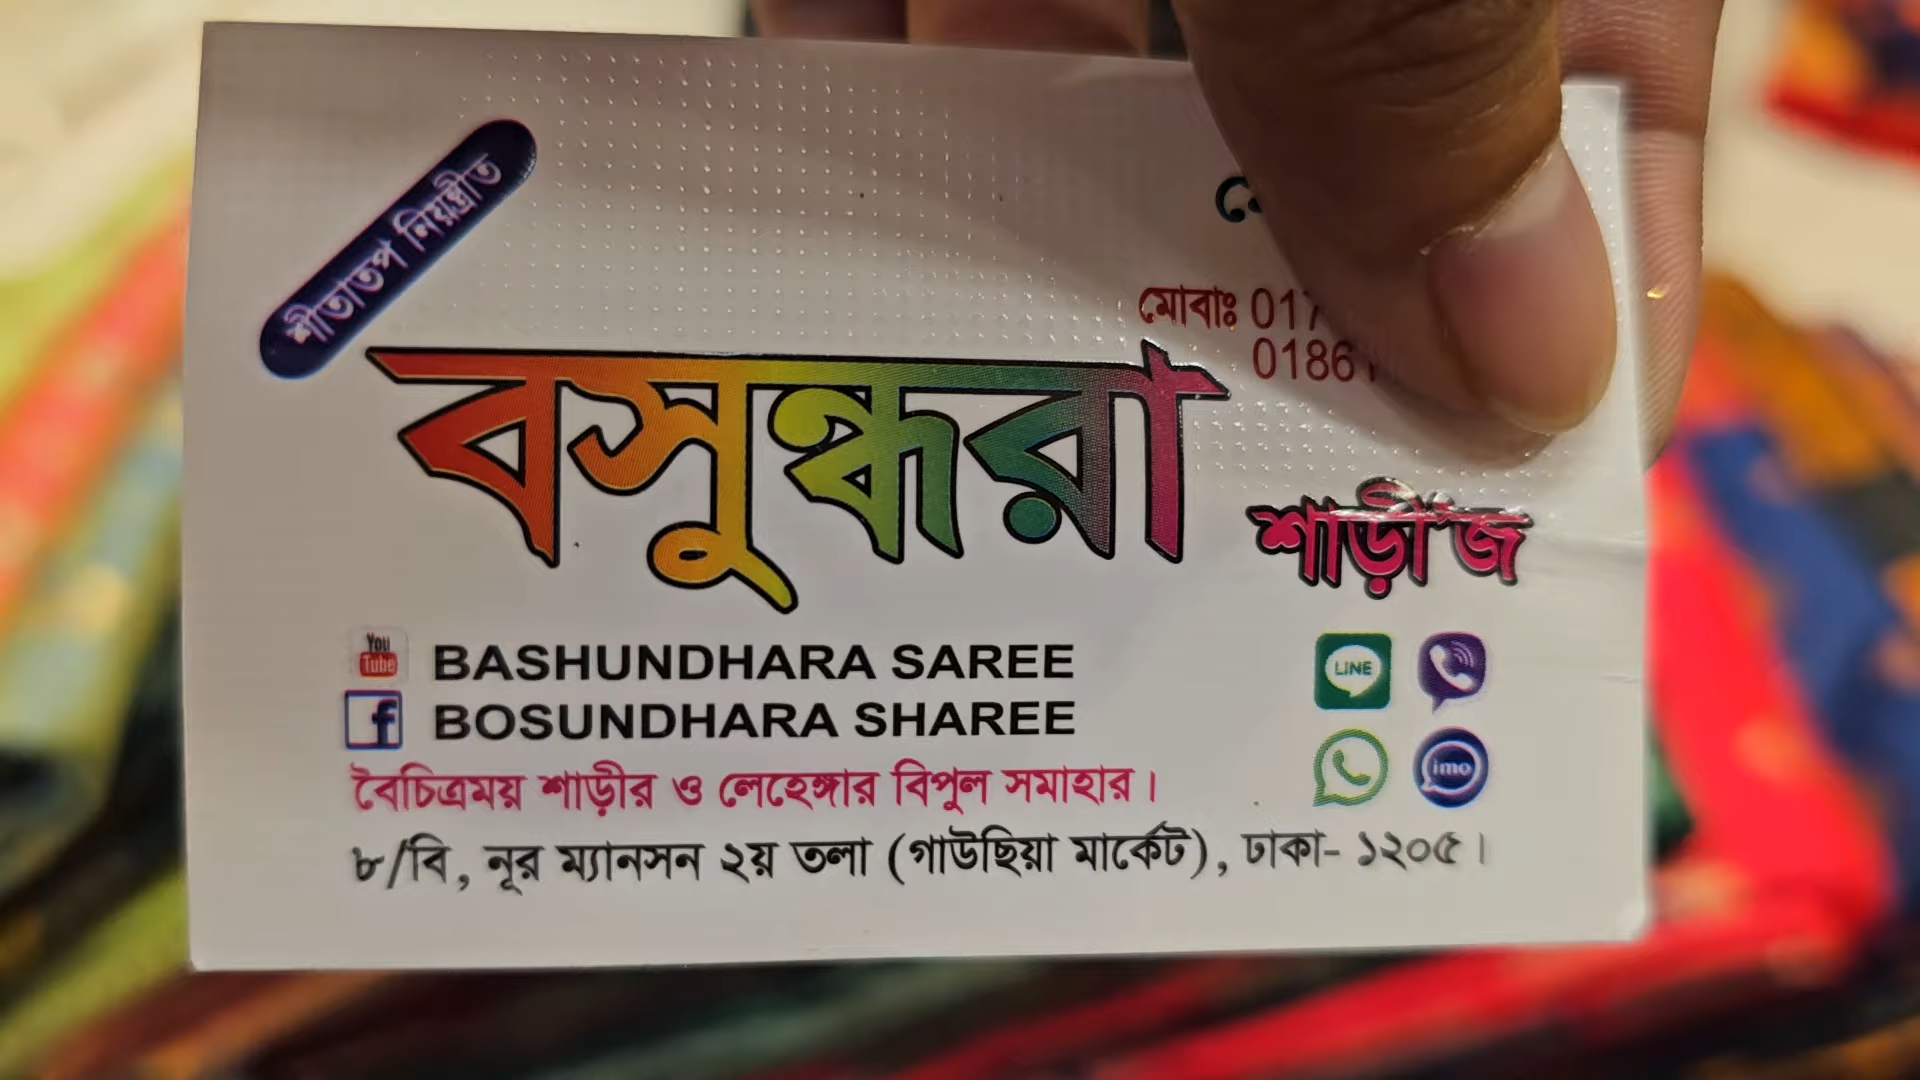 শীতাতপ নিয়ন্ত্রীত
মোবাঃ 017
0186
বসুন্ধরা
শাড়ী'জ
You Tube BASHUNDHARA SAREE
f BOSUNDHARA SHAREE
LINE
imo
বৈচিত্রময় শাড়ীর ও লেহেঙ্গার বিপুল সমাহার।
৮/বি, নূর ম্যানসন ২য় তলা (গাউছিয়া মার্কেট), ঢাকা- ১২০৫।